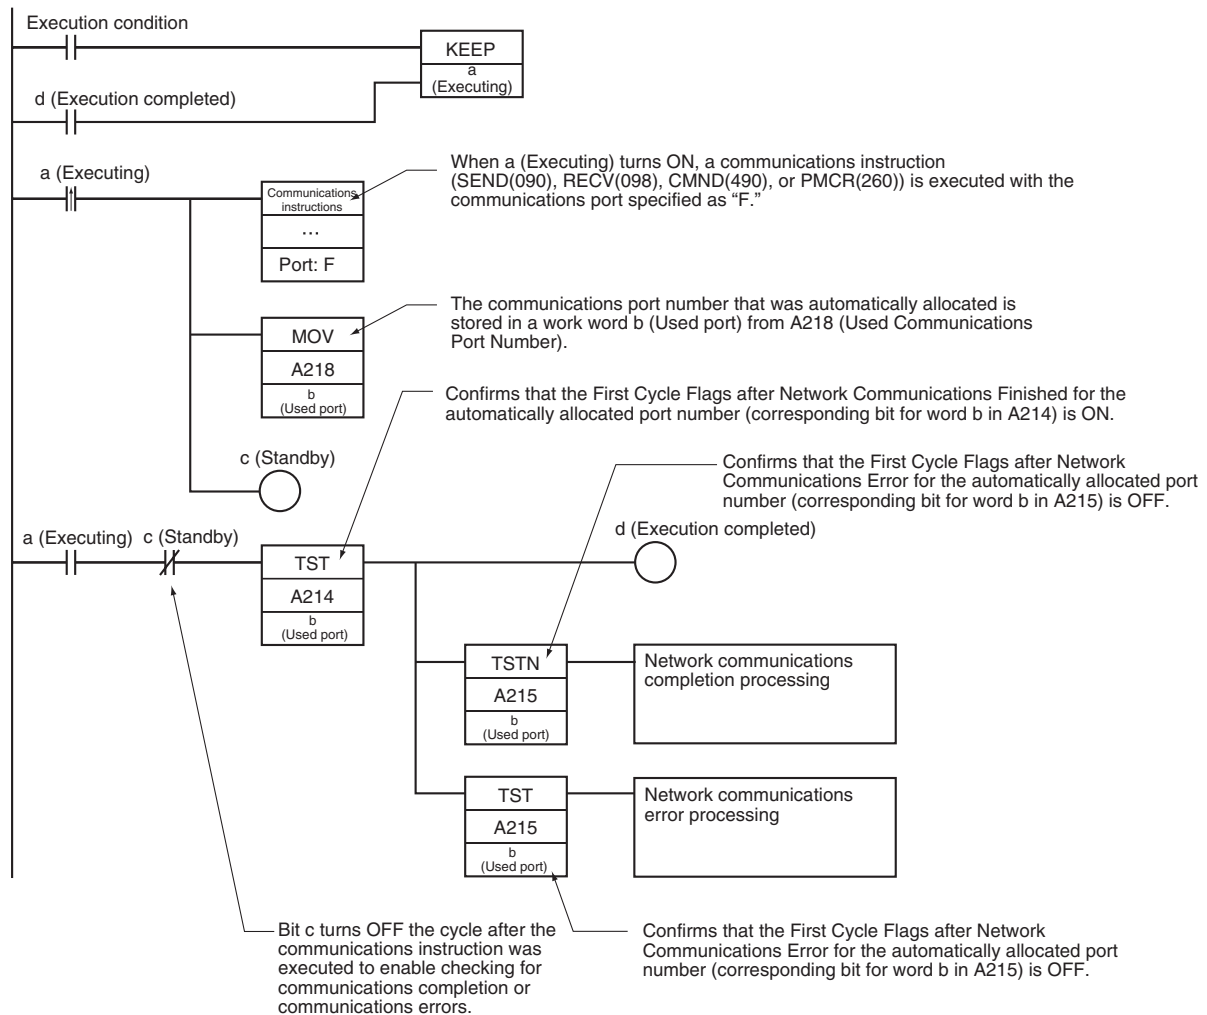 Execution condition
KEEP
a
(Executing)
d (Execution completed)
a (Executing)
Communications
instructions
...
Port: F
When a (Executing) turns ON, a communications instruction
(SEND(090), RECV(098), CMND(490), or PMCR(260)) is executed with the
communications port specified as “F.”
MOV
A218
b
(Used port)
The communications port number that was automatically allocated is
stored in a work word b (Used port) from A218 (Used Communications
Port Number).
Confirms that the First Cycle Flags after Network Communications Finished for the
automatically allocated port number (corresponding bit for word b in A214) is ON.
c (Standby)
Confirms that the First Cycle Flags after Network
Communications Error for the automatically allocated port
number (corresponding bit for word b in A215) is OFF.
a (Executing) c (Standby)
TST
A214
b
(Used port)
d (Execution completed)
TSTN
A215
b
(Used port)
Network communications
completion processing
TST
A215
b
(Used port)
Network communications
error processing
Bit c turns OFF the cycle after the
communications instruction was
executed to enable checking for
communications completion or
communications errors.
Confirms that the First Cycle Flags after Network
Communications Error for the automatically allocated port
number (corresponding bit for word b in A215) is OFF.